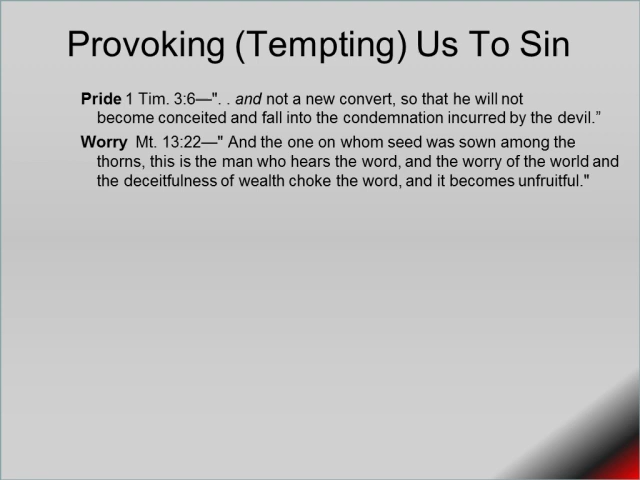 Provoking (Tempting) Us To Sin
Pride 1 Tim. 3:6—". . and not a new convert, so that he will not
become conceited and fall into the condemnation incurred by the devil.”
Worry Mt. 13:22—" And the one on whom seed was sown among the
thorns, this is the man who hears the word, and the worry of the world and
the deceitfulness of wealth choke the word, and it becomes unfruitful."